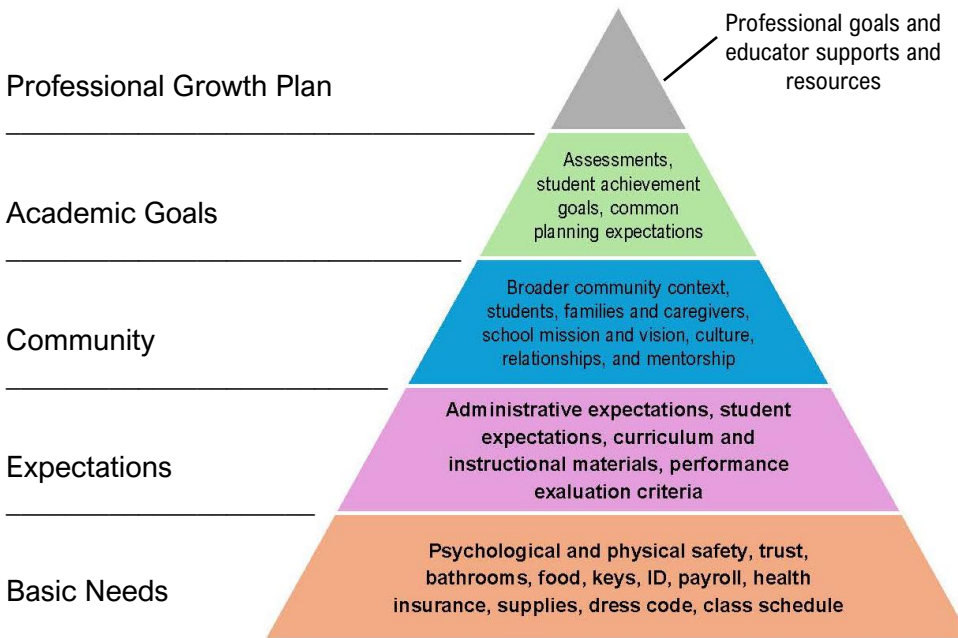 Professional goals and
educator supports and
resources
Professional Growth Plan
Assessments,
student achievement
goals, common
planning expectations
Academic Goals
Broader community context,
students, families and caregivers,
school mission and vision, culture,
relationships, and mentorship
Community
Administrative expectations, student
expectations, curriculum and
instructional materials, performance
evaluation criteria
Expectations
Psychological and physical safety, trust,
bathrooms, food, keys, ID, payroll, health
insurance, supplies, dress code, class schedule
Basic Needs